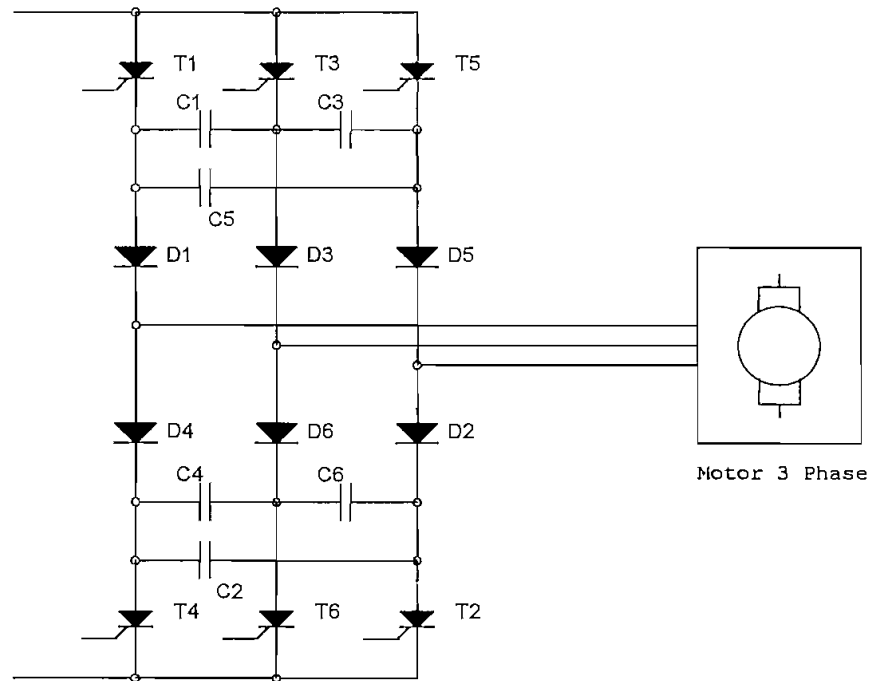 T1 T3 T5
C1 C3
C5
D1 D3 D5
D4 D6 D2
Motor 3 Phase
C4 C6
C2
T4 T6 T2